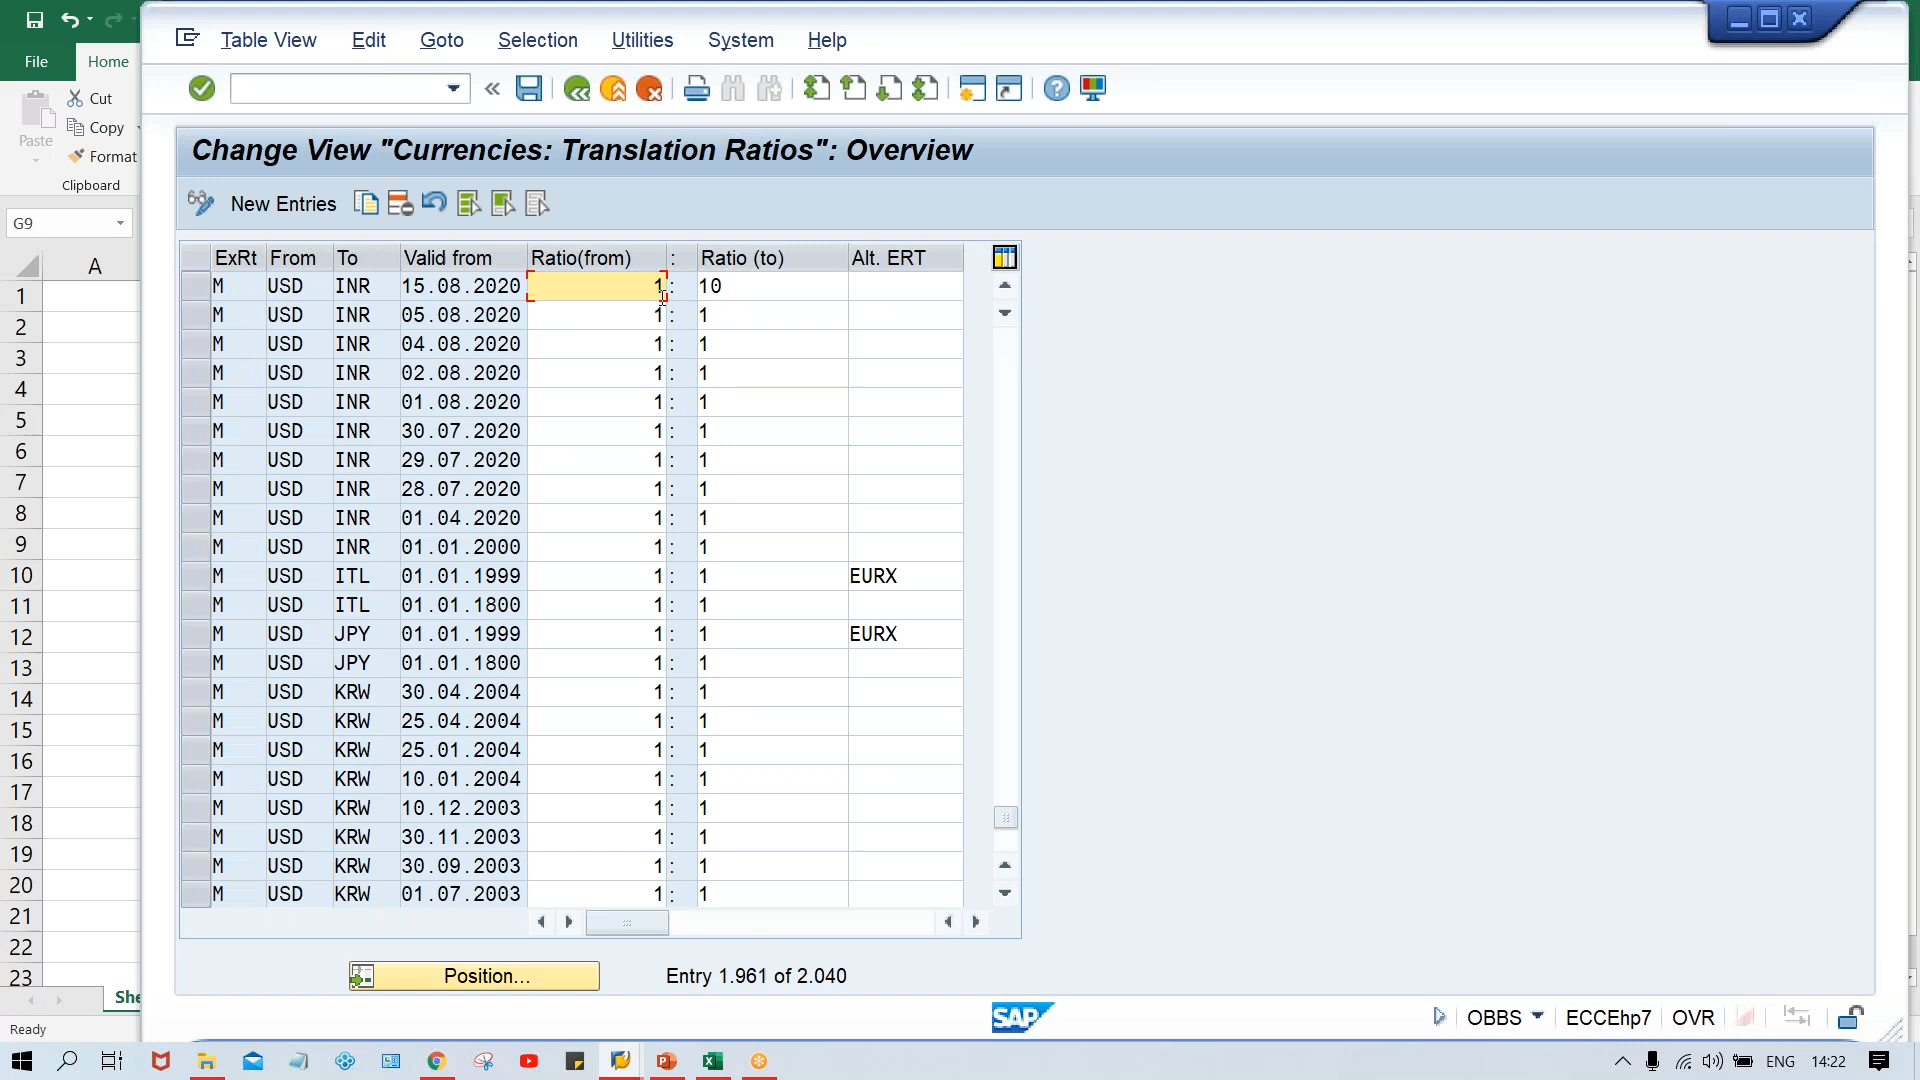 Table View Edit Goto Selection Utilities System Help
File Home
Cut
Copy
Paste
Format
Clipboard
Change View "Currencies: Translation Ratios": Overview
New Entries
G9
A
ExRt From To Valid from Ratio(from) : Ratio (to) Alt. ERT
1 M USD INR 15.08.2020 1 : 10
2 M USD INR 05.08.2020 1 : 1
3 M USD INR 04.08.2020 1 : 1
4 M USD INR 02.08.2020 1 : 1
5 M USD INR 01.08.2020 1 : 1
6 M USD INR 30.07.2020 1 : 1
7 M USD INR 29.07.2020 1 : 1
8 M USD INR 28.07.2020 1 : 1
9 M USD INR 01.04.2020 1 : 1
10 M USD INR 01.01.2000 1 : 1
11 M USD ITL 01.01.1999 1 : 1 EURX
12 M USD ITL 01.01.1800 1 : 1
13 M USD JPY 01.01.1999 1 : 1 EURX
14 M USD JPY 01.01.1800 1 : 1
15 M USD KRW 30.04.2004 1 : 1
16 M USD KRW 25.04.2004 1 : 1
17 M USD KRW 25.01.2004 1 : 1
18 M USD KRW 10.01.2004 1 : 1
19 M USD KRW 10.12.2003 1 : 1
20 M USD KRW 30.11.2003 1 : 1
21 M USD KRW 30.09.2003 1 : 1
22 M USD KRW 01.07.2003 1 : 1
23
Position... Entry 1.961 of 2.040
She
Ready
SAP OBBS ECCEhp7 OVR
ENG 14:22